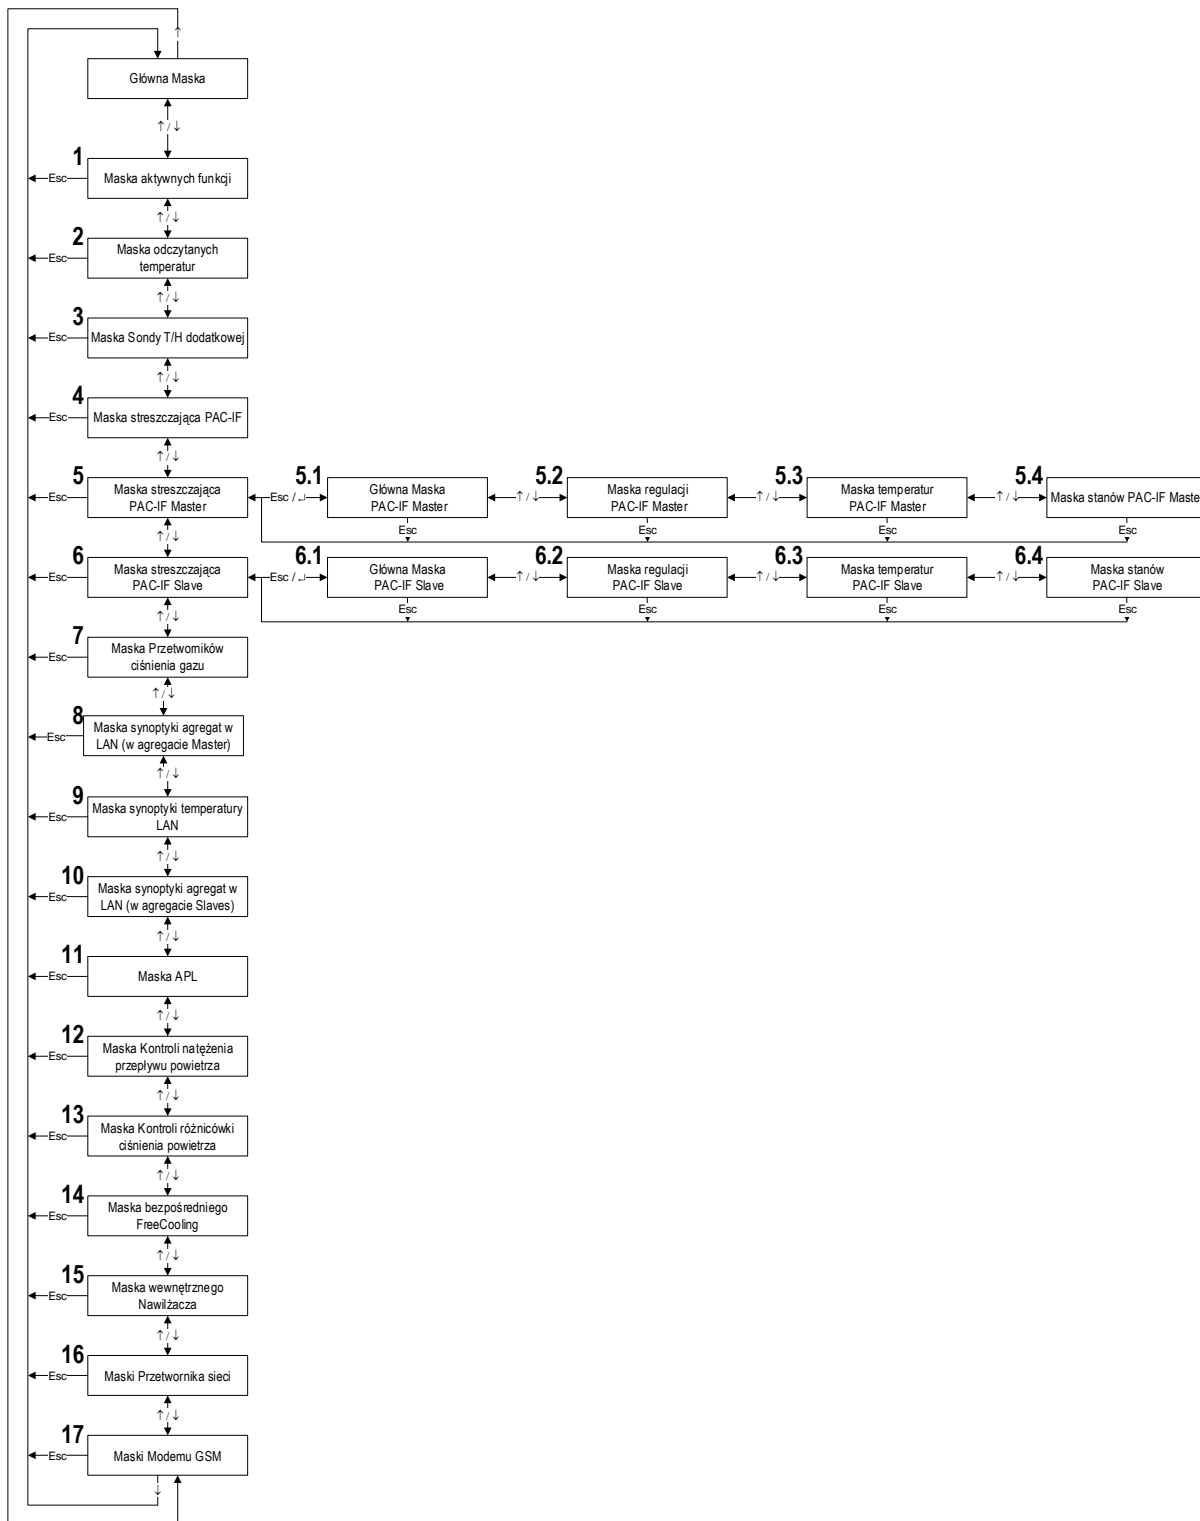 ↑
Główna Maska
↑ / ↓
1
Esc
Maska aktywnych funkcji
↑ / ↓
2
Esc
Maska odczytanych
temperatur
↑ / ↓
3
Esc
Maska Sondy T/H dodatkowej
↑ / ↓
4
Esc
Maska streszczająca PAC-IF
↑ / ↓
5
Esc
Maska streszczająca
PAC-IF Master
Esc / ↵
5.1
Główna Maska
PAC-IF Master
Esc
↑ / ↓
5.2
Maska regulacji
PAC-IF Master
Esc
↑ / ↓
5.3
Maska temperatur
PAC-IF Master
Esc
↑ / ↓
5.4
Maska stanów PAC-IF Master
Esc
↑ / ↓
6
Esc
Maska streszczająca
PAC-IF Slave
Esc / ↵
6.1
Główna Maska
PAC-IF Slave
Esc
↑ / ↓
6.2
Maska regulacji
PAC-IF Slave
Esc
↑ / ↓
6.3
Maska temperatur
PAC-IF Slave
Esc
↑ / ↓
6.4
Maska stanów
PAC-IF Slave
Esc
↑ / ↓
7
Esc
Maska Przetworników
ciśnienia gazu
↑ / ↓
8
Esc
Maska synoptyki agregat w
LAN (w agregacie Master)
↑ / ↓
9
Esc
Maska synoptyki temperatury
LAN
↑ / ↓
10
Esc
Maska synoptyki agregat w
LAN (w agregacie Slaves)
↑ / ↓
11
Esc
Maska APL
↑ / ↓
12
Esc
Maska Kontroli natężenia
przepływu powietrza
↑ / ↓
13
Esc
Maska Kontroli różnicówki
ciśnienia powietrza
↑ / ↓
14
Esc
Maska bezpośredniego
FreeCooling
↑ / ↓
15
Esc
Maska wewnętrznego
Nawilżacza
↑ / ↓
16
Esc
Maski Przetwornika sieci
↑ / ↓
17
Esc
Maski Modemu GSM
↓